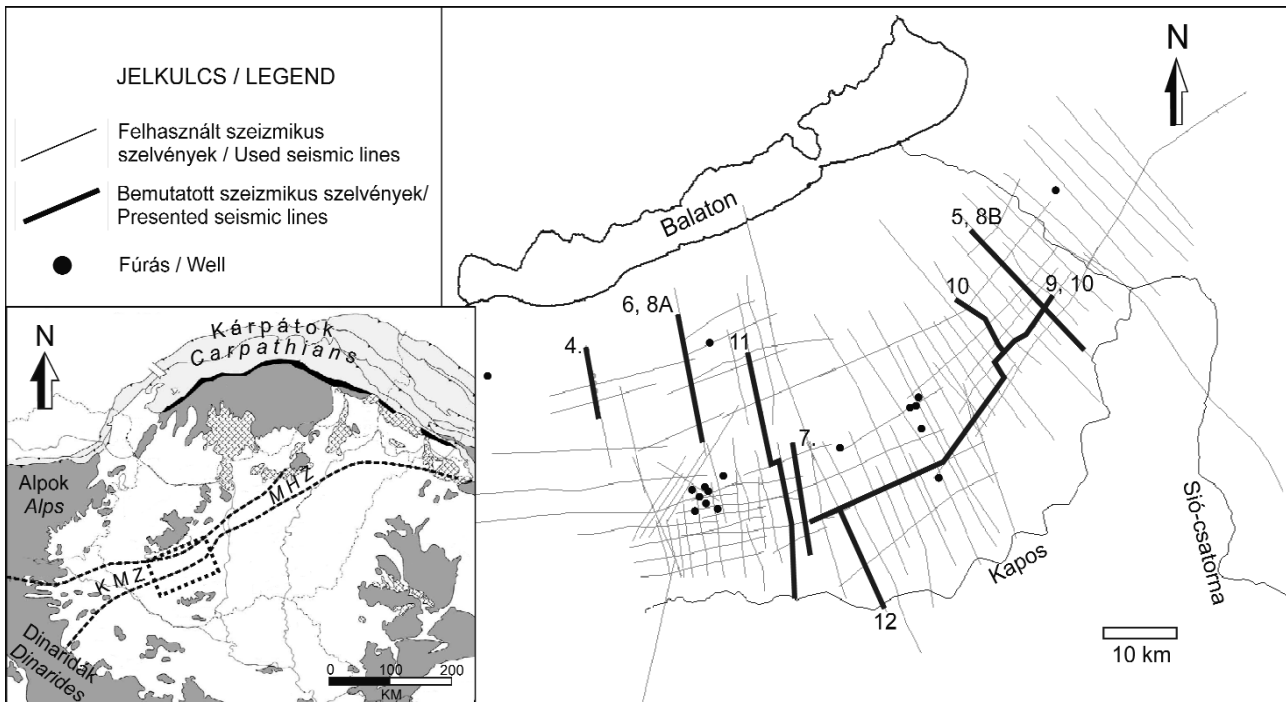 JELKULCS / LEGEND
Felhasznált szeizmikus
szelvények / Used seismic lines
Bemutatott szeizmikus szelvények/
Presented seismic lines
Fúrás / Well
N
Kárpátok
Carpathians
Alpok
Alps
MHZ
KMZ
Dinaridák
Dinarides
0 100 200
KM
N
Balaton
5, 8B
10
9, 10
6, 8A
4.
11
7.
12
Kapos
Sió-csatorna
10 km